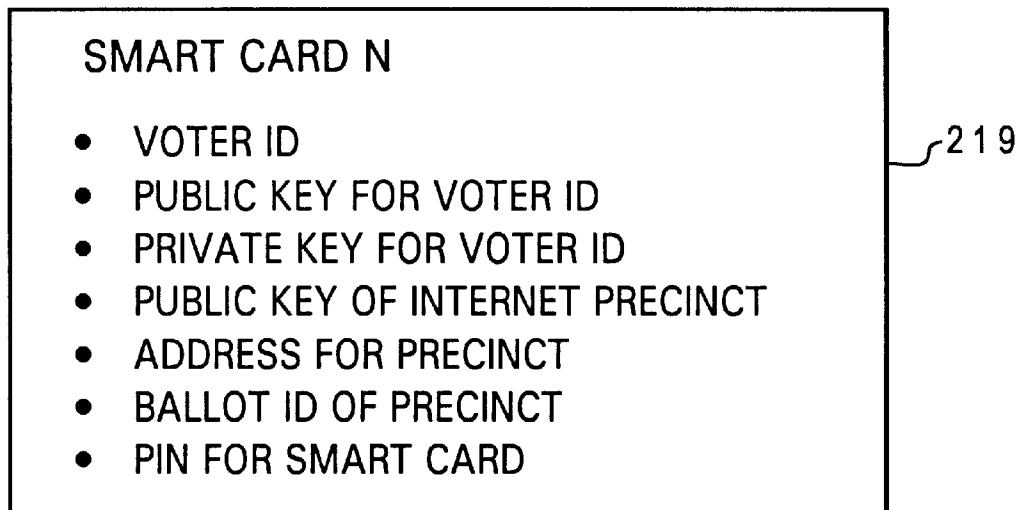 SMART CARD N
• VOTER ID
• PUBLIC KEY FOR VOTER ID
• PRIVATE KEY FOR VOTER ID
• PUBLIC KEY OF INTERNET PRECINCT
• ADDRESS FOR PRECINCT
• BALLOT ID OF PRECINCT
• PIN FOR SMART CARD
219